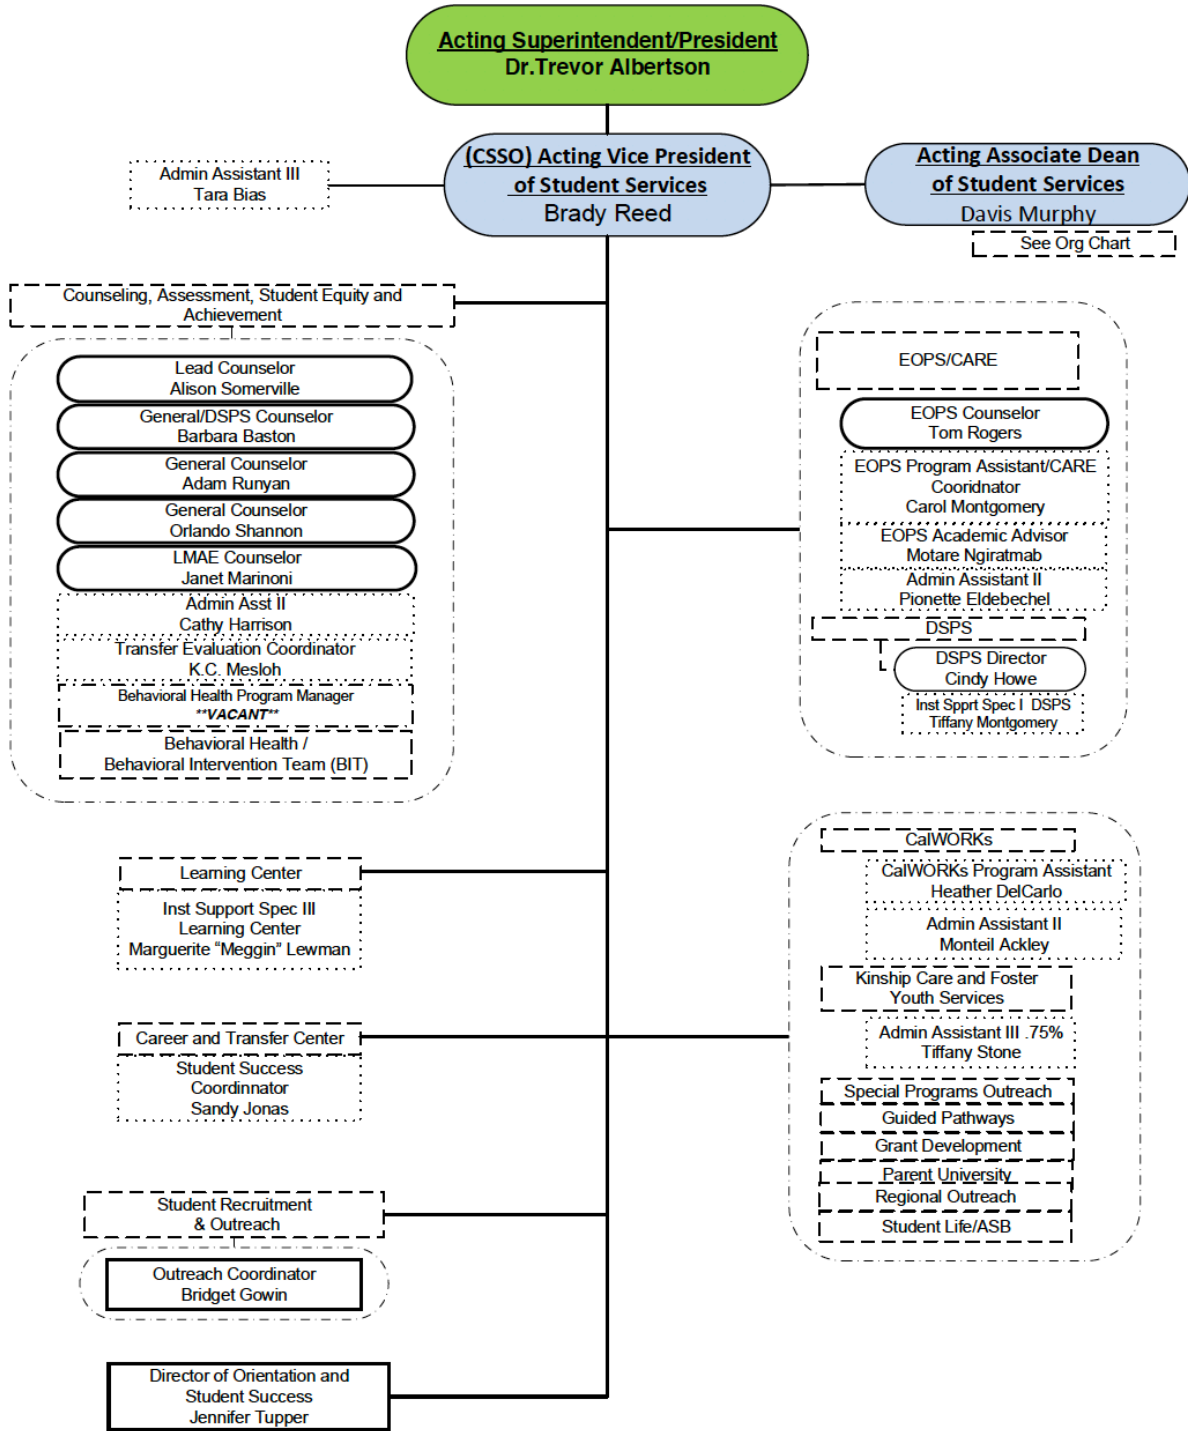 Acting Superintendent/President
Dr.Trevor Albertson
(CSSO) Acting Vice President
of Student Services
Brady Reed
Admin Assistant III
Tara Bias
Acting Associate Dean
of Student Services
Davis Murphy
See Org Chart
Counseling, Assessment, Student Equity and
Achievement
Lead Counselor
Alison Somerville
General/DSPS Counselor
Barbara Baston
General Counselor
Adam Runyan
General Counselor
Orlando Shannon
LMAE Counselor
Janet Marinoni
Admin Asst II
Cathy Harrison
Transfer Evaluation Coordinator
K.C. Mesloh
Behavioral Health Program Manager
**VACANT**
Behavioral Health /
Behavioral Intervention Team (BIT)
EOPS/CARE
EOPS Counselor
Tom Rogers
EOPS Program Assistant/CARE
Cooridnator
Carol Montgomery
EOPS Academic Advisor
Motare Ngiratmab
Admin Assistant II
Pionette Eldebechel
DSPS
DSPS Director
Cindy Howe
Inst Spprt Spec I  DSPS
Tiffany Montgomery
Learning Center
Inst Support Spec III
Learning Center
Marguerite “Meggin” Lewman
Career and Transfer Center
Student Success
Coordinnator
Sandy Jonas
Student Recruitment
& Outreach
Outreach Coordinator
Bridget Gowin
Director of Orientation and
Student Success
Jennifer Tupper
CalWORKs
CalWORKs Program Assistant
Heather DelCarlo
Admin Assistant II
Monteil Ackley
Kinship Care and Foster
Youth Services
Admin Assistant III .75%
Tiffany Stone
Special Programs Outreach
Guided Pathways
Grant Development
Parent University
Regional Outreach
Student Life/ASB